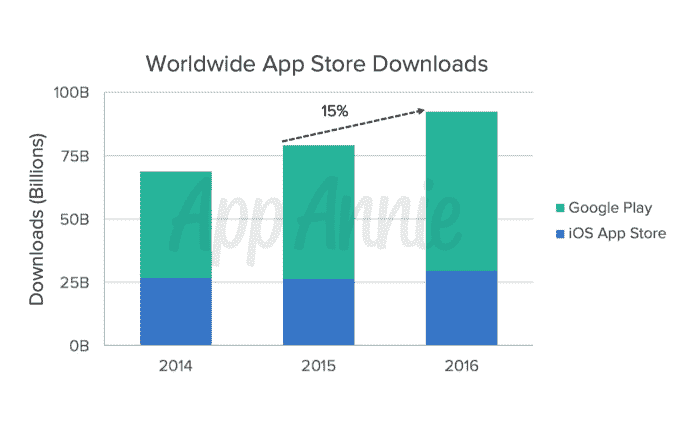 Worldwide App Store Downloads
Downloads (Billions)
100B
75B
50B
25B
0B
15%
App Annie
2014
2015
2016
Google Play
iOS App Store